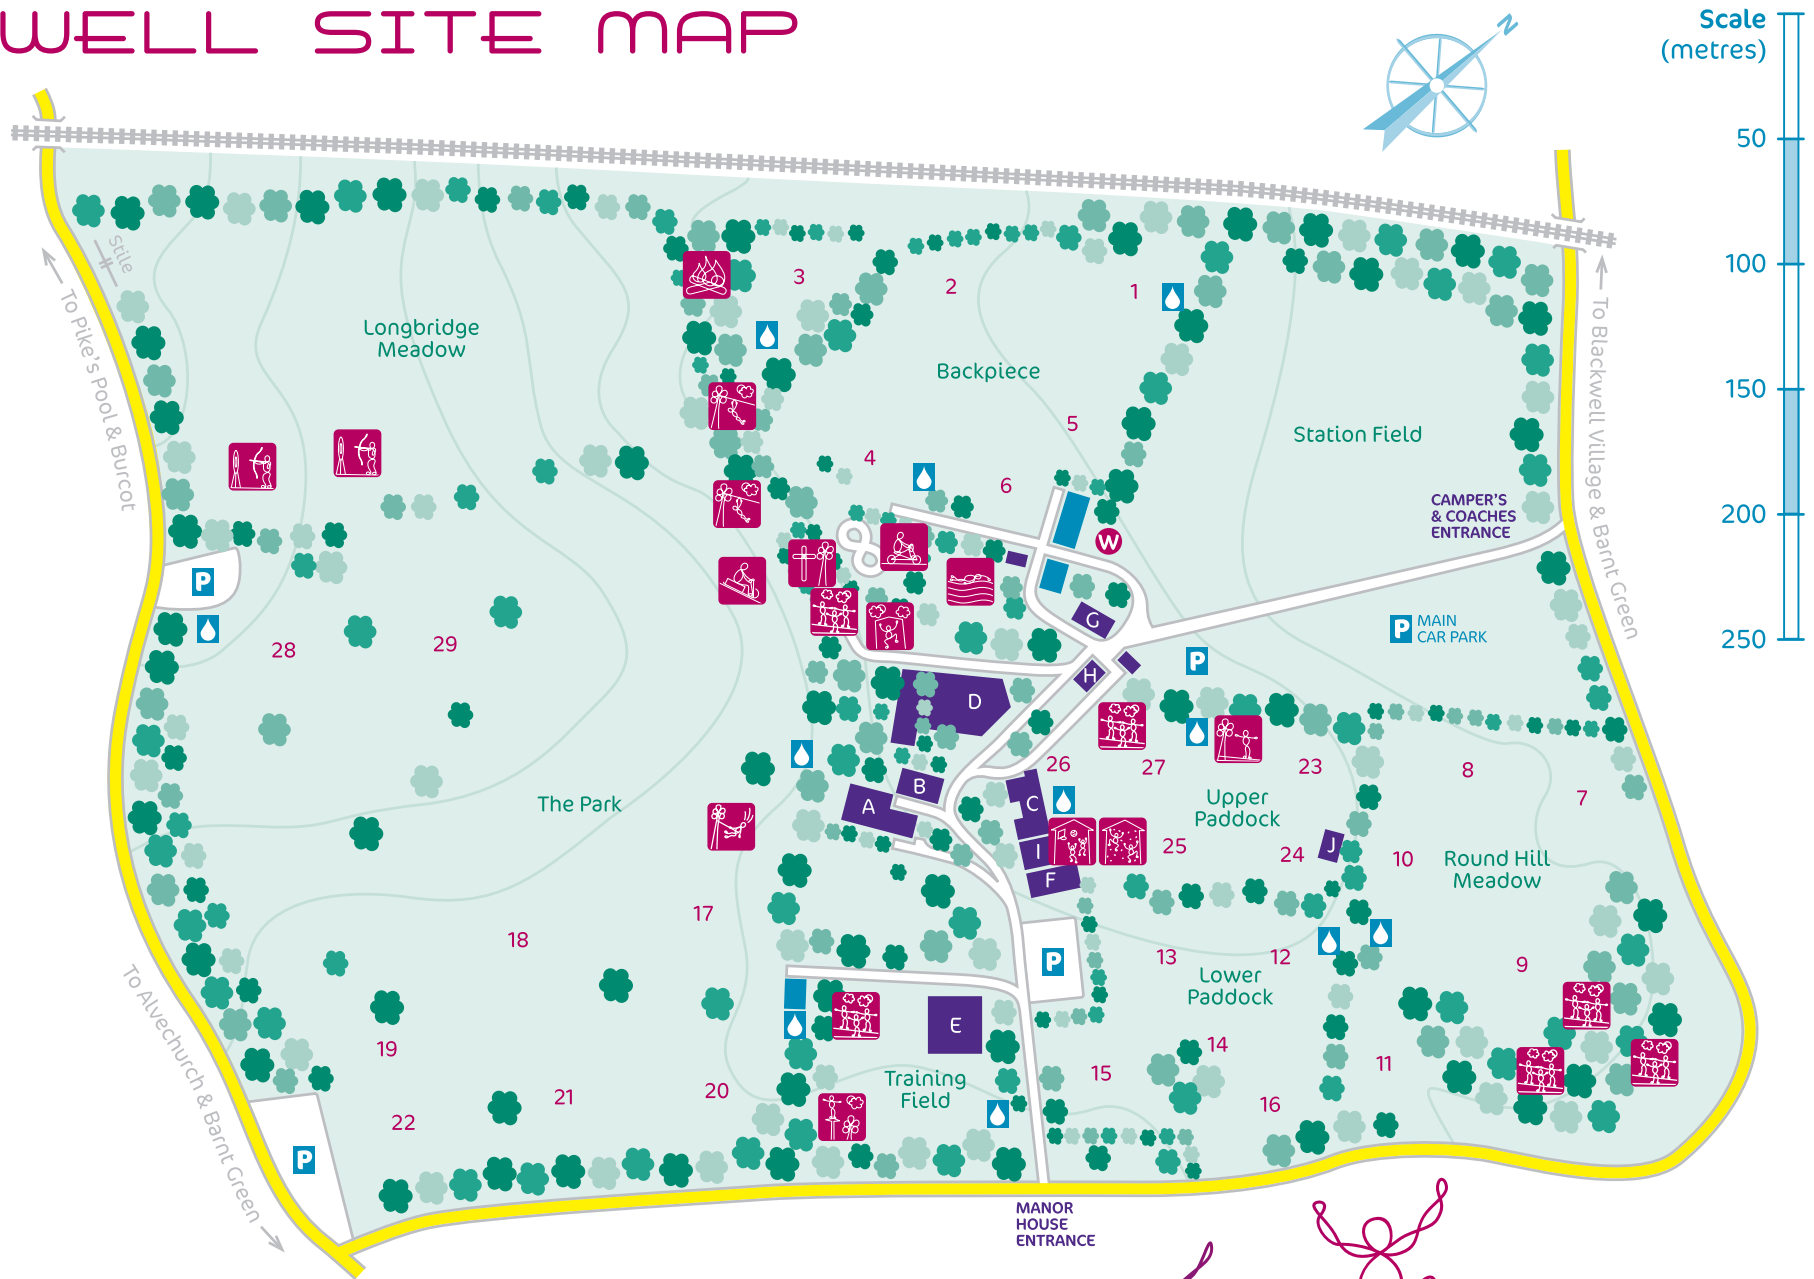 WELL SITE MAP
N
Scale
(metres)
50
100
150
200
250
Stile
To Pike's Pool & Burcot
To Blackwell Village & Barnt Green
To Alvechurch & Barnt Green
Longbridge
Meadow
3
2
1
Backpiece
5
4
6
Station Field
CAMPER'S
& COACHES
ENTRANCE
W
P
P MAIN
CAR PARK
G
P
H
28
29
D
26
27
23
8
7
The Park
B
A
C
Upper
Paddock
I
25
24
J
10
Round Hill
Meadow
F
17
18
P
13
12
9
Lower
Paddock
E
19
14
11
15
Training
Field
20
21
16
22
P
MANOR
HOUSE
ENTRANCE